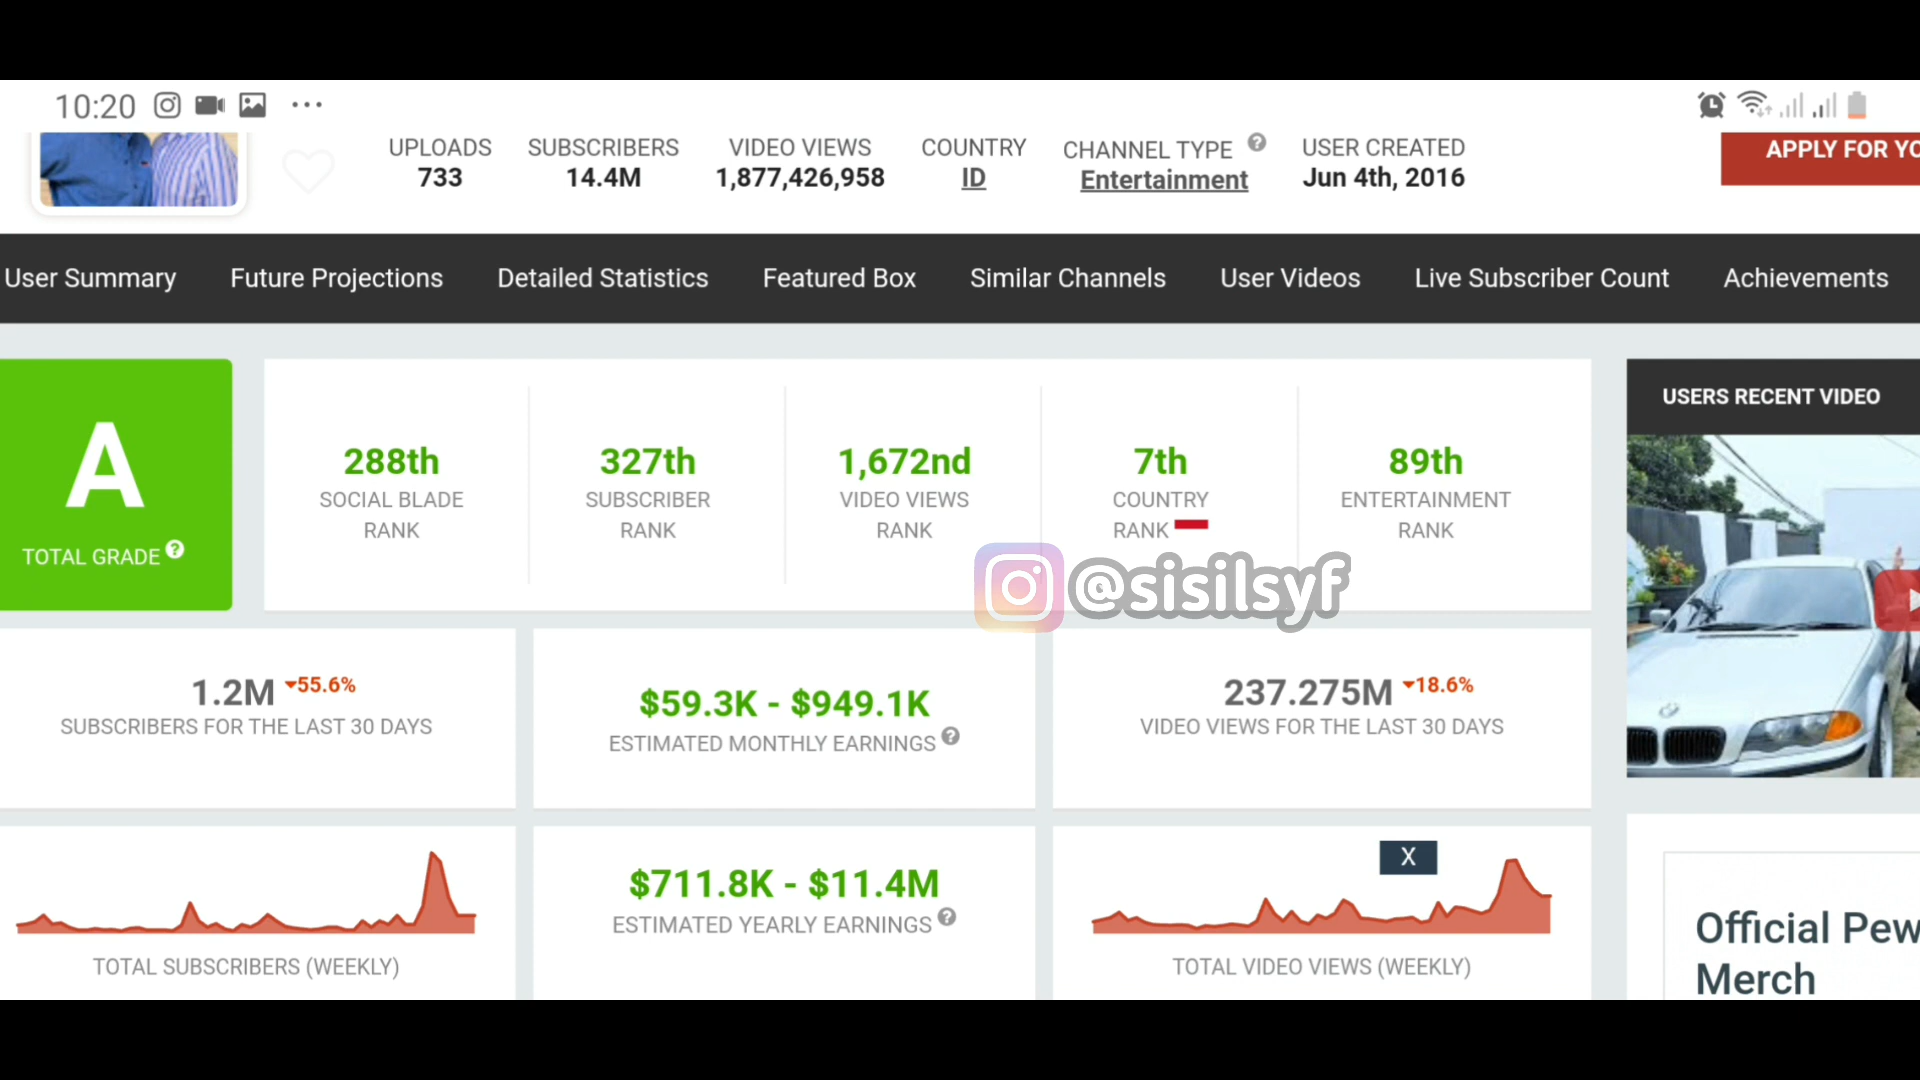 10:20
UPLOADS
733
SUBSCRIBERS
14.4M
VIDEO VIEWS
1,877,426,958
COUNTRY
ID
CHANNEL TYPE ?
Entertainment
USER CREATED
Jun 4th, 2016
APPLY FOR YO
User Summary Future Projections Detailed Statistics Featured Box Similar Channels User Videos Live Subscriber Count Achievements
A
TOTAL GRADE ?
288th
SOCIAL BLADE
RANK
327th
SUBSCRIBER
RANK
1,672nd
VIDEO VIEWS
RANK
7th
COUNTRY
RANK
89th
ENTERTAINMENT
RANK
USERS RECENT VIDEO
@sisilsyf
1.2M 55.6%
SUBSCRIBERS FOR THE LAST 30 DAYS
$59.3K - $949.1K
ESTIMATED MONTHLY EARNINGS ?
237.275M 18.6%
VIDEO VIEWS FOR THE LAST 30 DAYS
TOTAL SUBSCRIBERS (WEEKLY)
$711.8K - $11.4M
ESTIMATED YEARLY EARNINGS ?
X
TOTAL VIDEO VIEWS (WEEKLY)
Official Pew
Merch